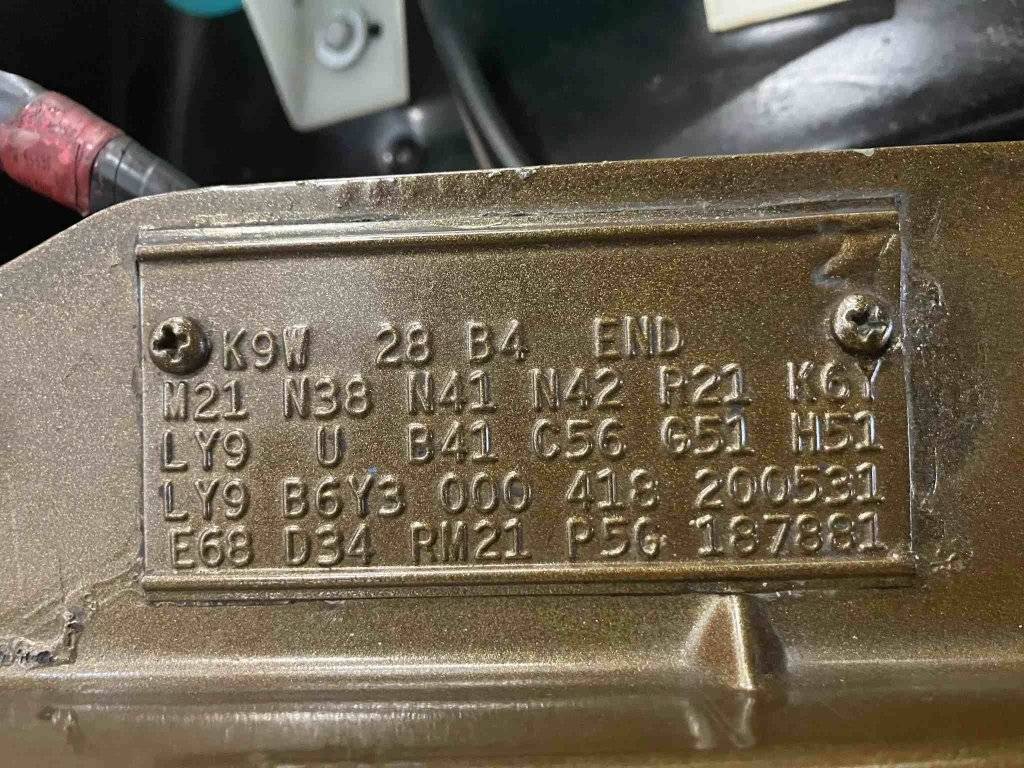 K9W 28 B4 END
M21 N38 N41 N42 R21 K6Y
LY9 U B41 C56 G51 H51
LY9 B6Y3 000 418 200531
E68 D34 RM21 P5G 187881